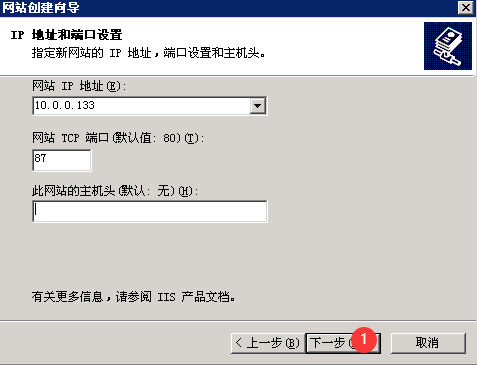 网站创建向导
IP 地址和端口设置
指定新网站的 IP 地址，端口设置和主机头。
网站 IP 地址(E):
10.0.0.133
网站 TCP 端口(默认值: 80)(T):
87
此网站的主机头(默认: 无)(H):
有关更多信息，请参阅 IIS 产品文档。
< 上一步(B)
下一步(
1
取消